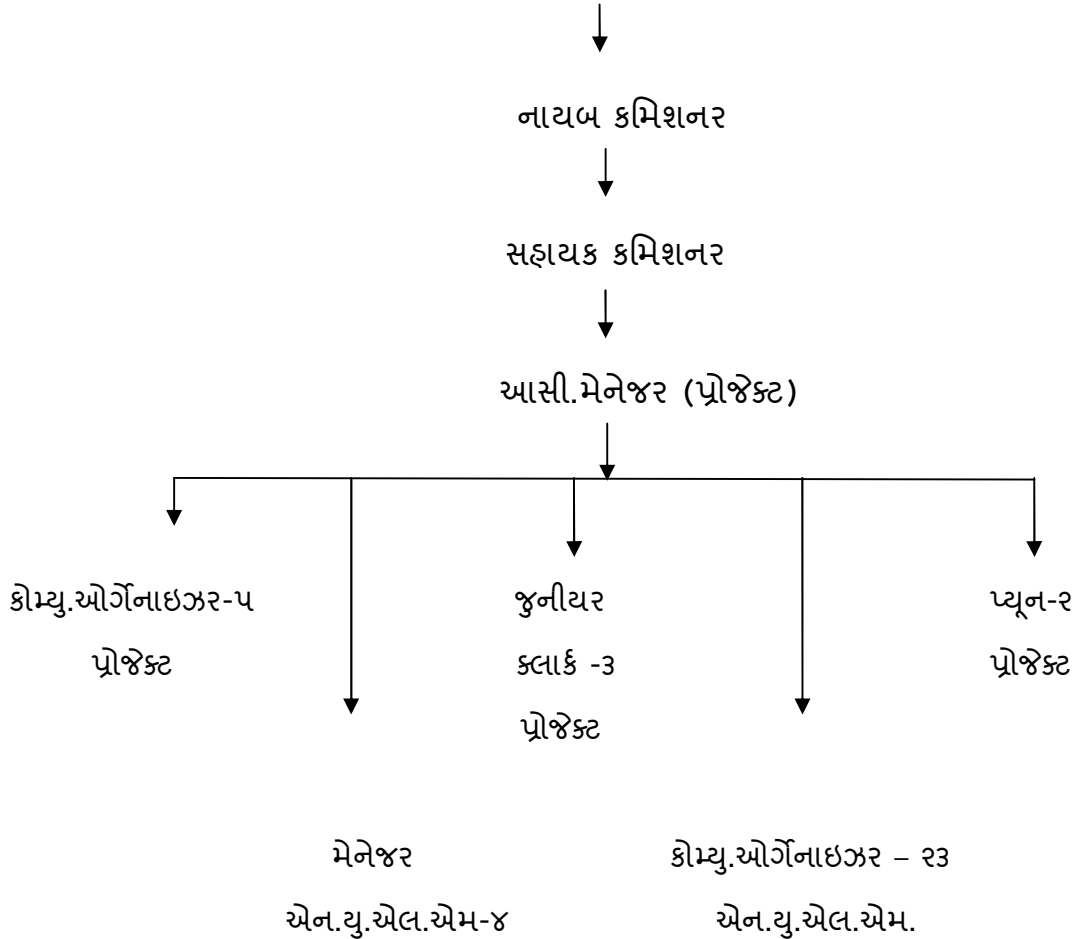 નાયબ કમિશનર
સહાયક કમિશનર
આસી.મેનેજર (પ્રોજેક્ટ)
કોમ્યુ.ઓર્ગેનાઇઝર-૫
પ્રોજેક્ટ
જુનીયર
ક્લાર્ક -૩
પ્રોજેક્ટ
પ્યૂન-૨
પ્રોજેક્ટ
મેનેજર
એન.યુ.એલ.એમ-૪
કોમ્યુ.ઓર્ગેનાઇઝર – ૨૩
એન.યુ.એલ.એમ.